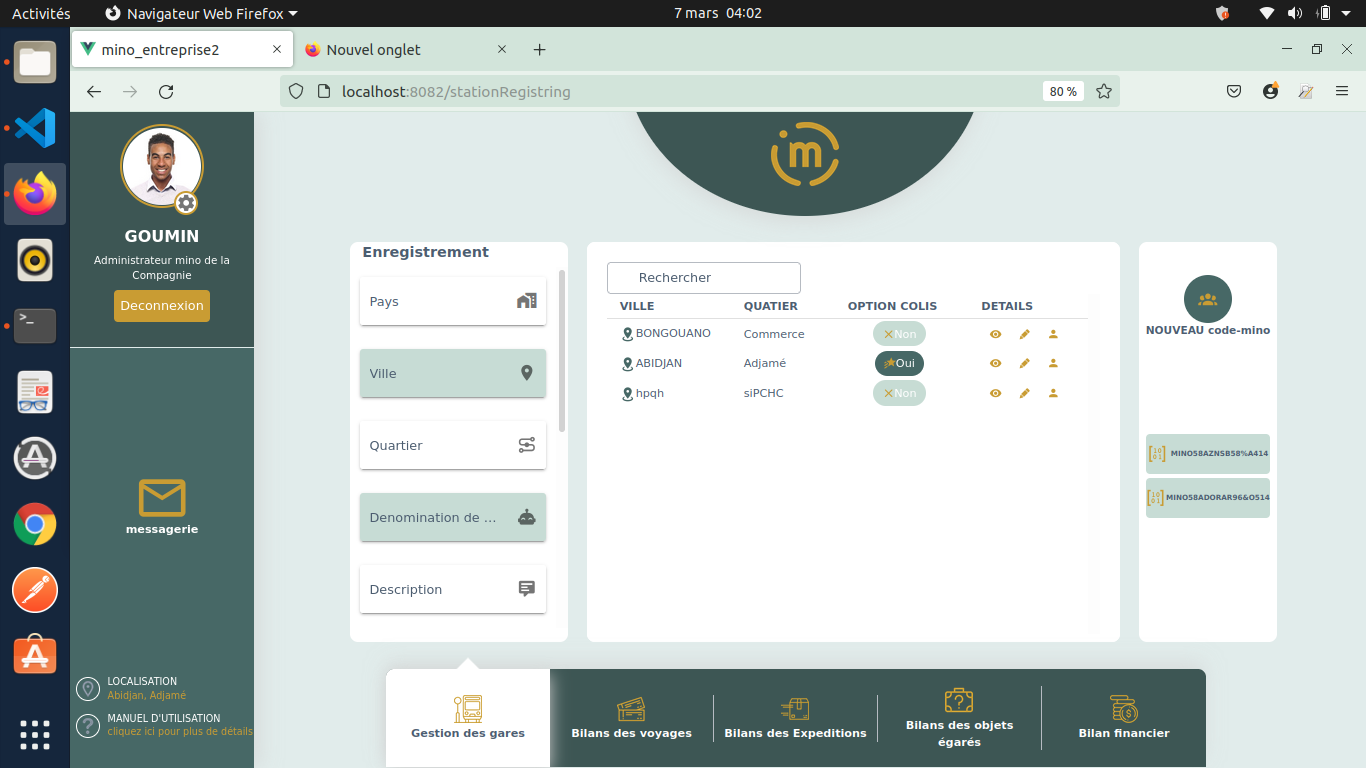 Activités
Navigateur Web Firefox
7 mars 04:02
mino_entreprise2
Nouvel onglet
localhost:8082/stationRegistring
80 %
GOUMIN
Administrateur mino de la
Compagnie
Deconnexion
messagerie
LOCALISATION
Abidjan, Adjamé
MANUEL D'UTILISATION
cliquez ici pour plus de détails
im
Enregistrement
Pays
Ville
Quartier
Denomination de ...
Description
Rechercher
VILLE QUATIER OPTION COLIS DETAILS
BONGOUANO Commerce Non
ABIDJAN Adjamé Oui
hpqh siPCHC Non
NOUVEAU code-mino
MINO58AZNSB58%A414
MINO58ADORAR96&O514
Gestion des gares
Bilans des voyages
Bilans des Expeditions
Bilans des objets
égarés
Bilan financier